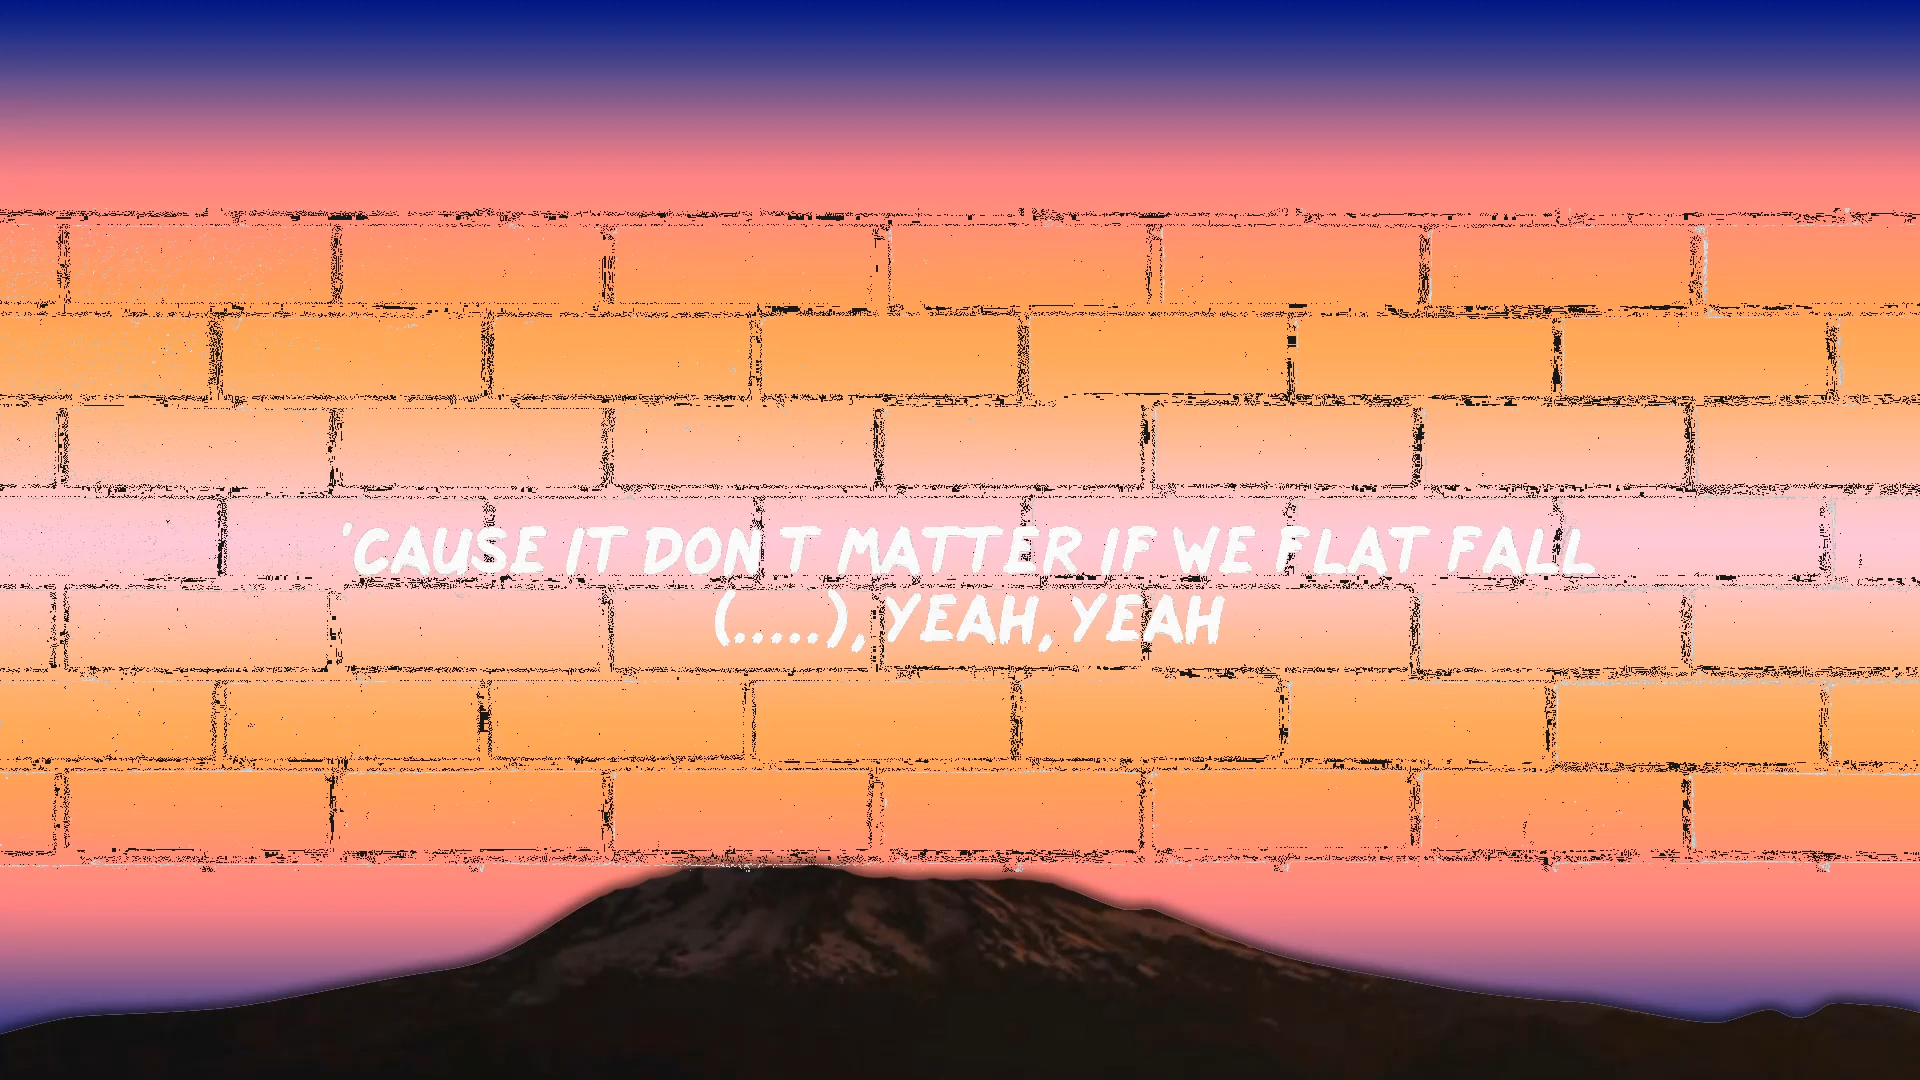 'CAUSE IT DON T MATTER IF WE FLAT FALL
(.....), YEAH, YEAH